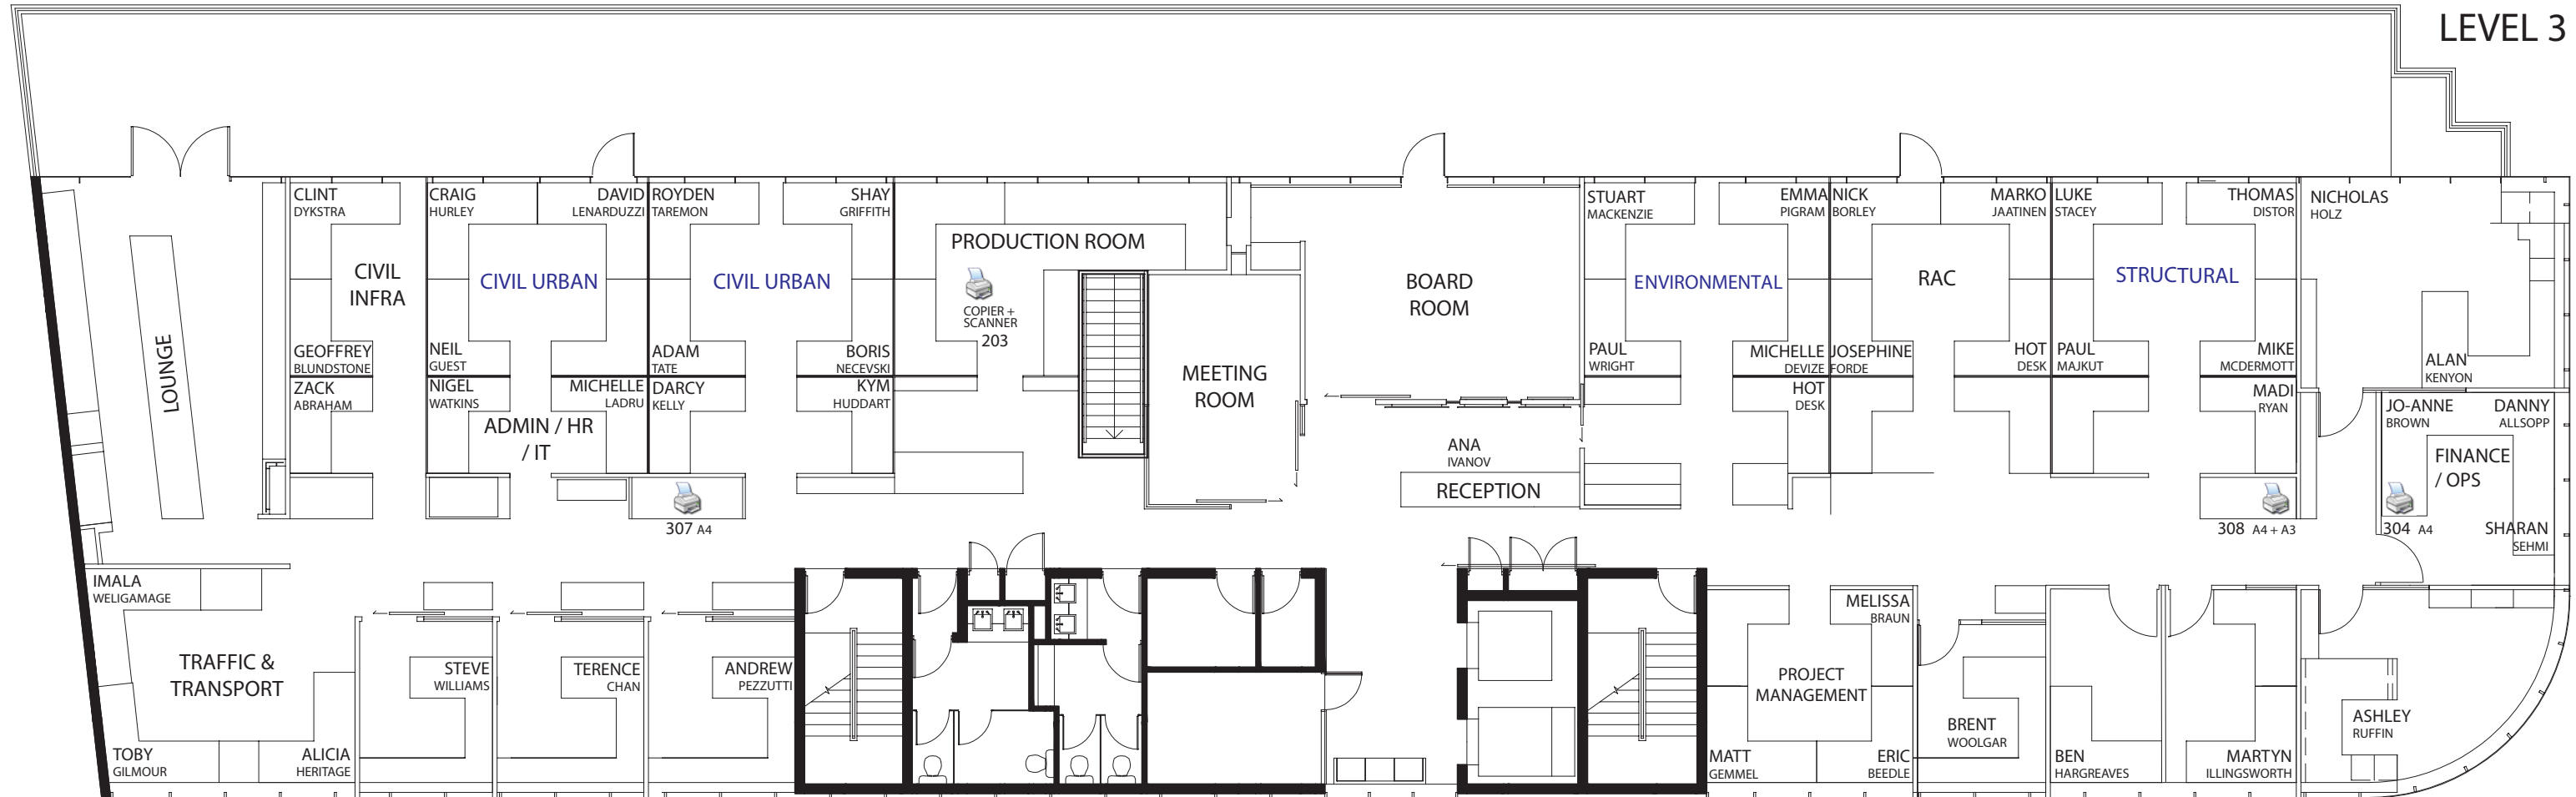 LEVEL 3
CLINT
DYKSTRA
CRAIG
HURLEY
DAVID
LENARDUZZI
ROYDEN
TAREMON
SHAY
GRIFFITH
STUART
MACKENZIE
EMMA
PIGRAM
NICK
BORLEY
MARKO
JAATINEN
LUKE
STACEY
THOMAS
DISTOR
NICHOLAS
HOLZ
LOUNGE
CIVIL
INFRA
CIVIL URBAN
CIVIL URBAN
PRODUCTION ROOM
COPIER +
SCANNER
203
MEETING
ROOM
BOARD
ROOM
ENVIRONMENTAL
RAC
STRUCTURAL
GEOFFREY
BLUNDSTONE
NEIL
GUEST
ADAM
TATE
BORIS
NECEVSKI
PAUL
WRIGHT
MICHELLE
DEVIZE
JOSEPHINE
FORDE
HOT
DESK
PAUL
MAJKUT
MIKE
MCDERMOTT
ALAN
KENYON
ZACK
ABRAHAM
NIGEL
WATKINS
MICHELLE
LADRU
DARCY
KELLY
KYM
HUDDART
HOT
DESK
MADI
RYAN
JO-ANNE
BROWN
DANNY
ALLSOPP
ADMIN / HR
/ IT
ANA
IVANOV
RECEPTION
FINANCE
/ OPS
307 A4
308 A4 + A3
304 A4
SHARAN
SEHMI
IMALA
WELIGAMAGE
TRAFFIC &
TRANSPORT
STEVE
WILLIAMS
TERENCE
CHAN
ANDREW
PEZZUTTI
MELISSA
BRAUN
PROJECT
MANAGEMENT
BRENT
WOOLGAR
ASHLEY
RUFFIN
TOBY
GILMOUR
ALICIA
HERITAGE
MATT
GEMMEL
ERIC
BEEDLE
BEN
HARGREAVES
MARTYN
ILLINGSWORTH